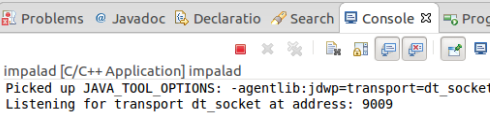 Problems @ Javadoc Declaratio Search Console Prog
impalad [C/C++ Application] impalad
Picked up JAVA_TOOL_OPTIONS: -agentlib:jdwp=transport=dt_socket
Listening for transport dt_socket at address: 9009